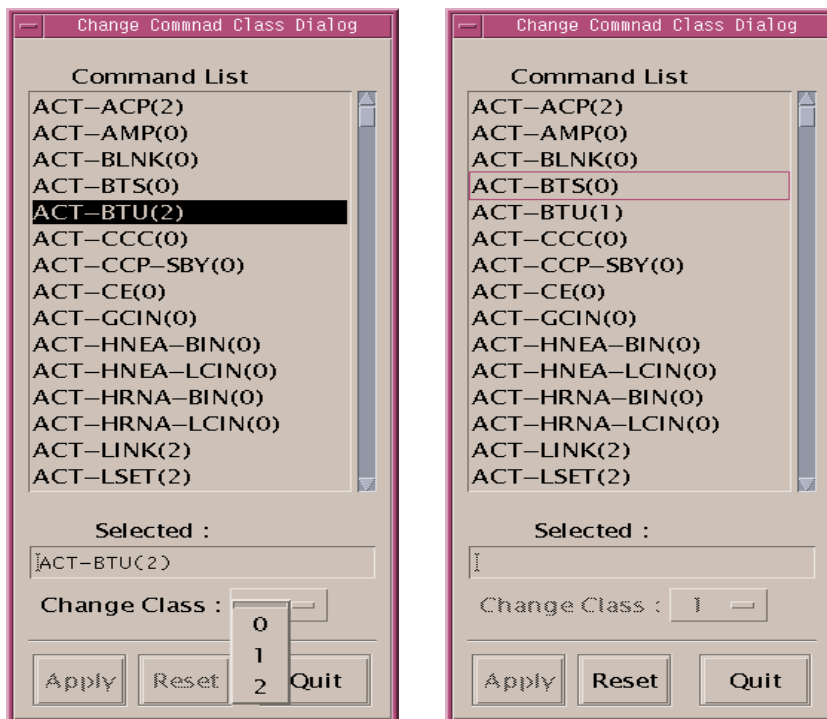 Change Commnad Class Dialog
Command List
ACT-ACP(2)
ACT-AMP(0)
ACT-BLNK(0)
ACT-BTS(0)
ACT-BTU(2)
ACT-CCC(0)
ACT-CCP-SBY(0)
ACT-CE(0)
ACT-GCIN(0)
ACT-HNEA-BIN(0)
ACT-HNEA-LCIN(0)
ACT-HRNA-BIN(0)
ACT-HRNA-LCIN(0)
ACT-LINK(2)
ACT-LSET(2)
Selected :
ACT-BTU(2)
Change Class :
0
1
2
Apply Reset Quit
Change Commnad Class Dialog
Command List
ACT-ACP(2)
ACT-AMP(0)
ACT-BLNK(0)
ACT-BTS(0)
ACT-BTU(1)
ACT-CCC(0)
ACT-CCP-SBY(0)
ACT-CE(0)
ACT-GCIN(0)
ACT-HNEA-BIN(0)
ACT-HNEA-LCIN(0)
ACT-HRNA-BIN(0)
ACT-HRNA-LCIN(0)
ACT-LINK(2)
ACT-LSET(2)
Selected :
Change Class : 1
Apply Reset Quit